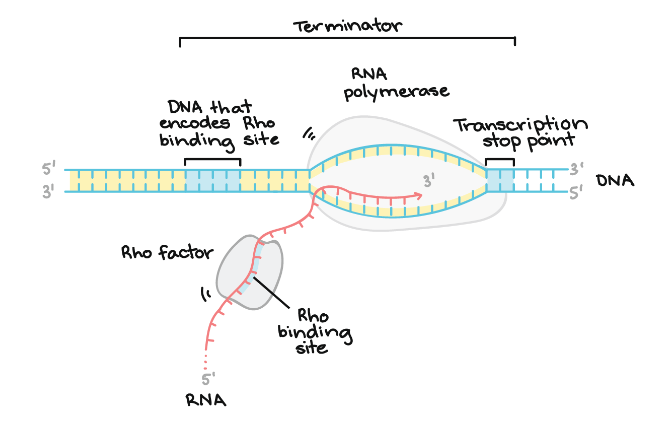 Terminator
RNA
polymerase
DNA that
encodes Rho
binding site
Transcription
stop point
5'
3'
3'
3'
5'
DNA
Rho factor
Rho
binding
site
5'
RNA